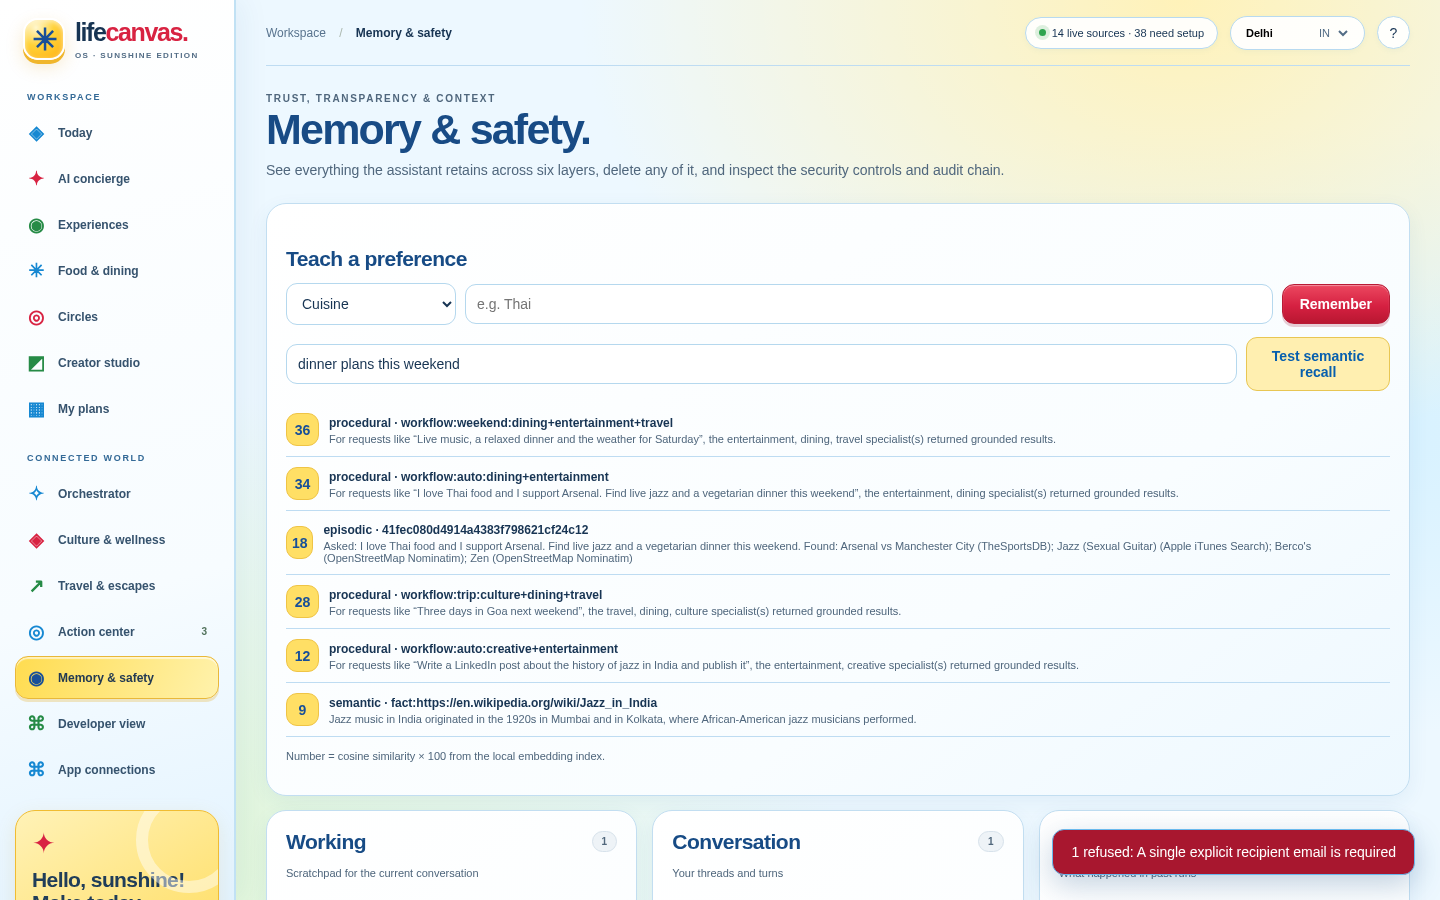 lifecanvas.
OS · SUNSHINE EDITION
WORKSPACE
Today
AI concierge
Experiences
Food & dining
Circles
Creator studio
My plans
CONNECTED WORLD
Orchestrator
Culture & wellness
Travel & escapes
Action center 3
Memory & safety
Developer view
App connections
Hello, sunshine!
Workspace / Memory & safety
14 live sources · 38 need setup
Delhi IN
?
TRUST, TRANSPARENCY & CONTEXT
Memory & safety.
See everything the assistant retains across six layers, delete any of it, and inspect the security controls and audit chain.
Teach a preference
Cuisine
e.g. Thai
Remember
dinner plans this weekend
Test semantic
recall
36
procedural · workflow:weekend:dining+entertainment+travel
For requests like “Live music, a relaxed dinner and the weather for Saturday”, the entertainment, dining, travel specialist(s) returned grounded results.
34
procedural · workflow:auto:dining+entertainment
For requests like “I love Thai food and I support Arsenal. Find live jazz and a vegetarian dinner this weekend”, the entertainment, dining specialist(s) returned grounded results.
18
episodic · 41fec080d4914a4383f798621cf24c12
Asked: I love Thai food and I support Arsenal. Find live jazz and a vegetarian dinner this weekend. Found: Arsenal vs Manchester City (TheSportsDB); Jazz (Sexual Guitar) (Apple iTunes Search); Berco's
(OpenStreetMap Nominatim); Zen (OpenStreetMap Nominatim)
28
procedural · workflow:trip:culture+dining+travel
For requests like “Three days in Goa next weekend”, the travel, dining, culture specialist(s) returned grounded results.
12
procedural · workflow:auto:creative+entertainment
For requests like “Write a LinkedIn post about the history of jazz in India and publish it”, the entertainment, creative specialist(s) returned grounded results.
9
semantic · fact:https://en.wikipedia.org/wiki/Jazz_in_India
Jazz music in India originated in the 1920s in Mumbai and in Kolkata, where African-American jazz musicians performed.
Number = cosine similarity × 100 from the local embedding index.
Working 1
Scratchpad for the current conversation
Conversation 1
Your threads and turns
1 refused: A single explicit recipient email is required